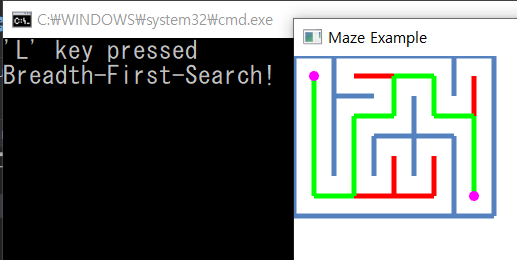 C:₩WINDOWS₩system32₩cmd.exe
'L' key pressed
Breadth-First-Search!
Maze Example